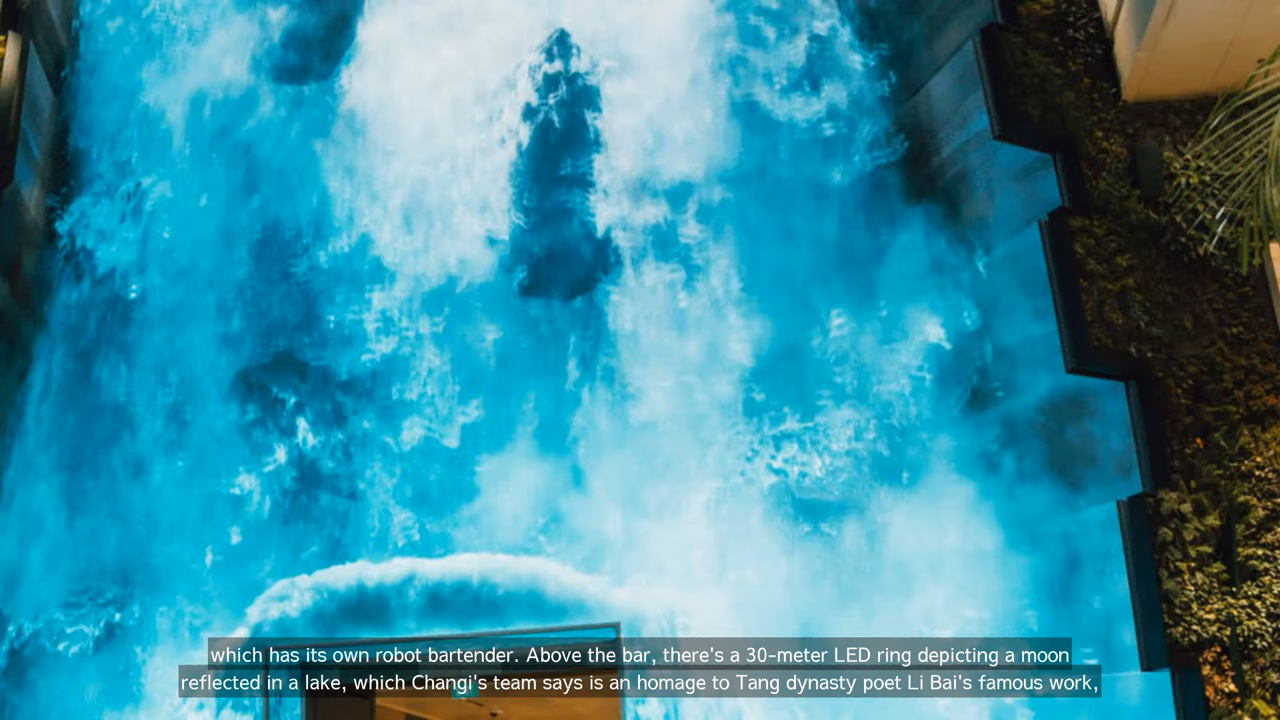 which has its own robot bartender. Above the bar, there's a 30-meter LED ring depicting a moon
reflected in a lake, which Changi's team says is an homage to Tang dynasty poet Li Bai's famous work,